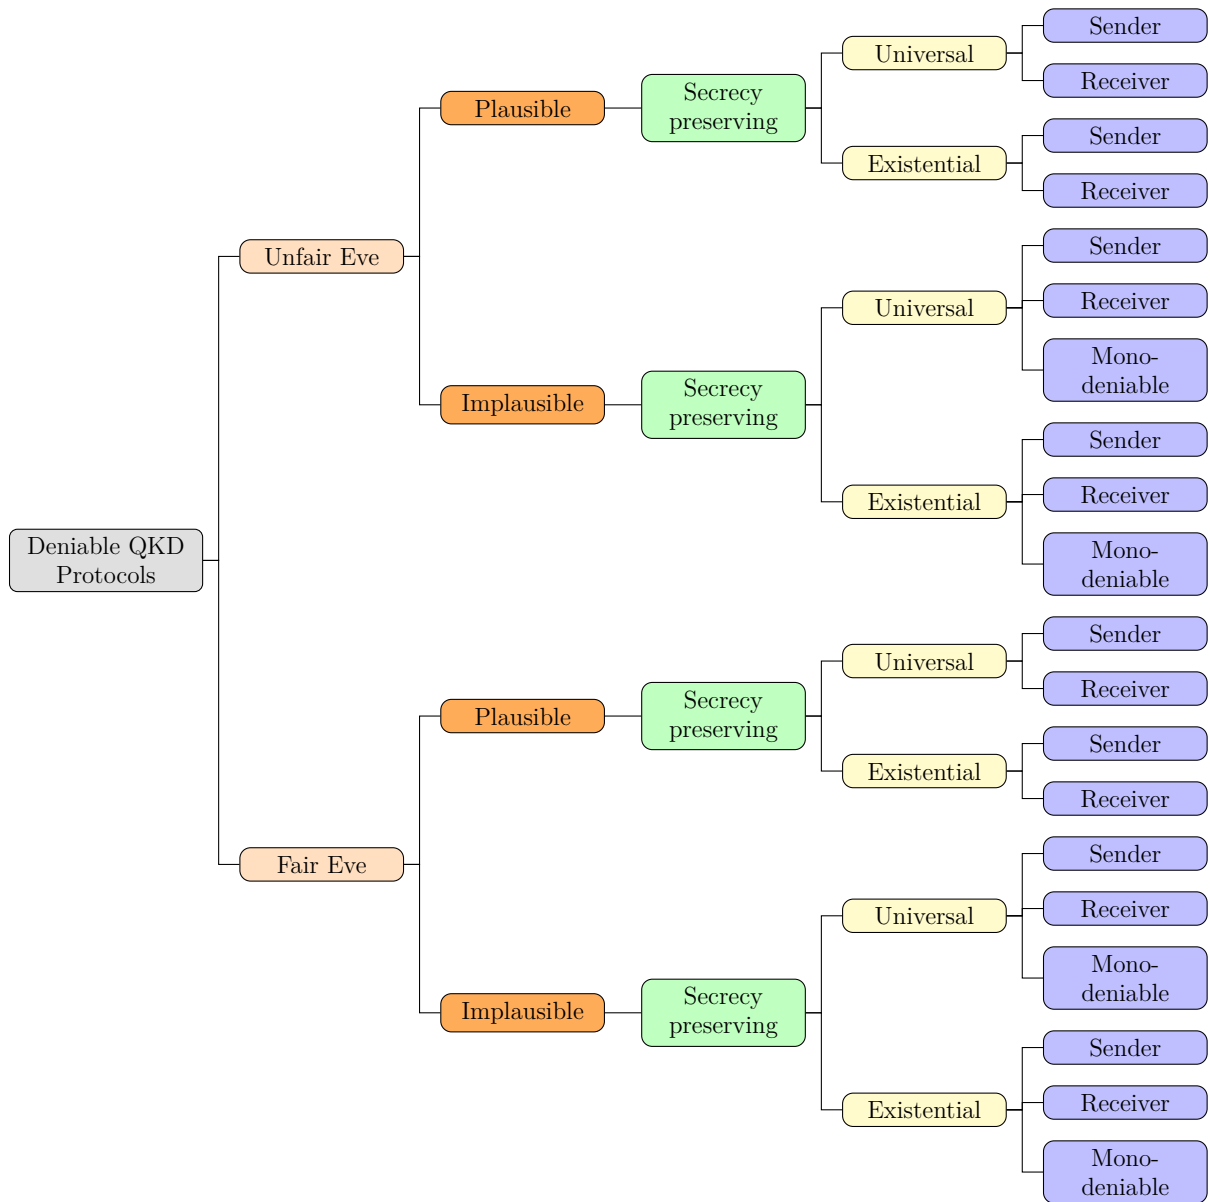 Deniable QKD
Protocols
Unfair Eve
Plausible
Secrecy
preserving
Universal
Sender
Receiver
Existential
Sender
Receiver
Implausible
Secrecy
preserving
Universal
Sender
Receiver
Mono-
deniable
Existential
Sender
Receiver
Mono-
deniable
Fair Eve
Plausible
Secrecy
preserving
Universal
Sender
Receiver
Existential
Sender
Receiver
Implausible
Secrecy
preserving
Universal
Sender
Receiver
Mono-
deniable
Existential
Sender
Receiver
Mono-
deniable